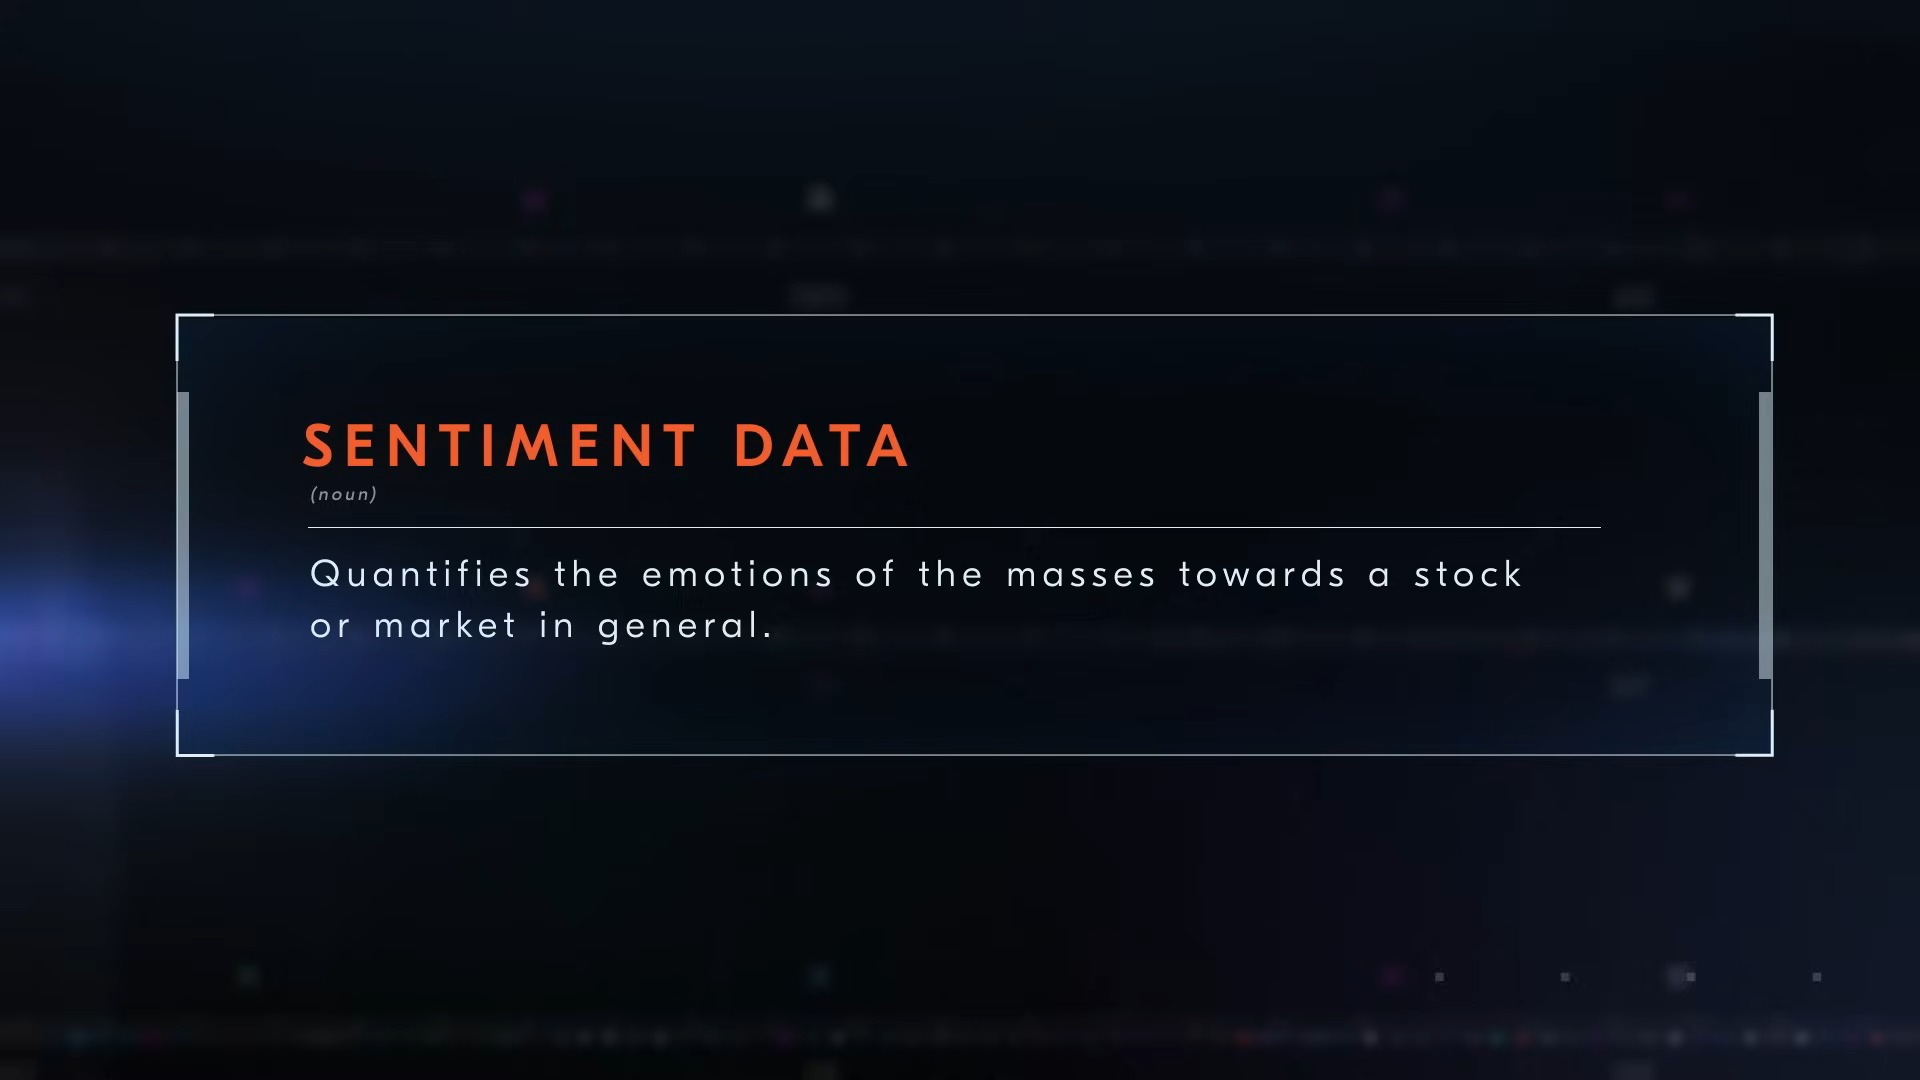 SENTIMENT DATA
(noun)
Quantifies the emotions of the masses towards a stock
or market in general.